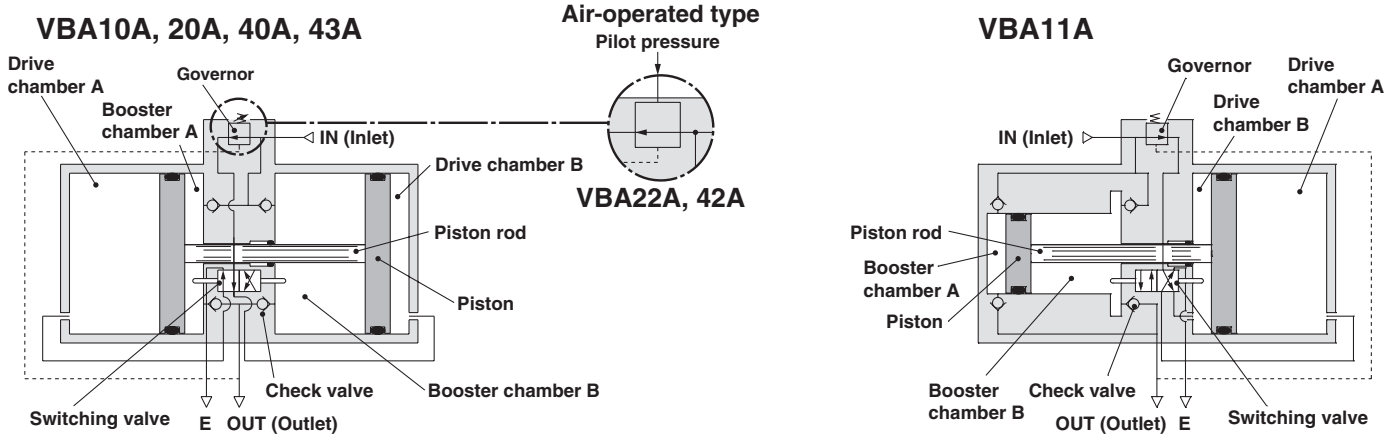 VBA10A, 20A, 40A, 43A
Drive
chamber A
Governor
Booster
chamber A
IN (Inlet)
Drive chamber B
Piston rod
Piston
Booster chamber B
Check valve
Switching valve
E
OUT (Outlet)
Air-operated type
Pilot pressure
VBA22A, 42A
VBA11A
Governor
Drive
chamber A
Drive
chamber B
IN (Inlet)
Piston rod
Booster
chamber A
Piston
Booster
chamber B
Check valve
OUT (Outlet)
E
Switching valve